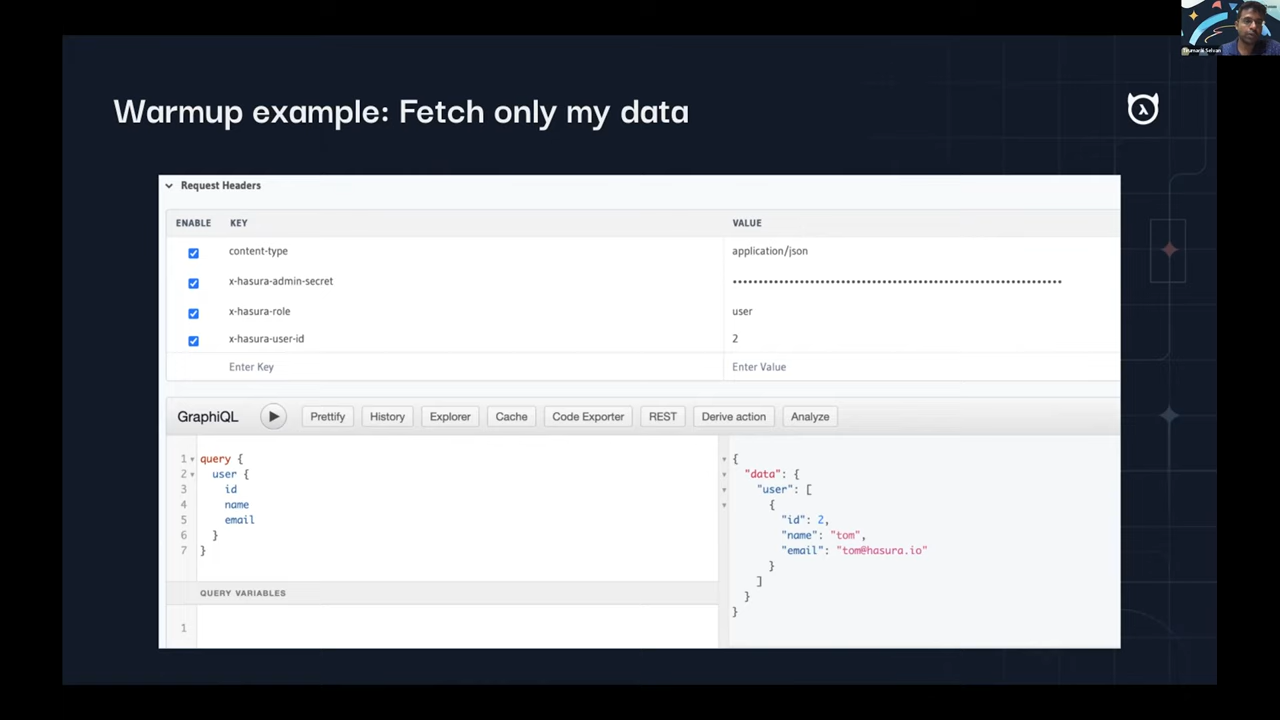 Tirumarai Selvan
Warmup example: Fetch only my data
Request Headers
ENABLE KEY VALUE
content-type application/json
x-hasura-admin-secret ••••••••••••••••••••••••••••••••••••••••••••••••••••••••••••••••
x-hasura-role user
x-hasura-user-id 2
Enter Key Enter Value
GraphiQL Prettify History Explorer Cache Code Exporter REST Derive action Analyze
1 query {
2 user {
3 id
4 name
5 email
6 }
7 }
{
"data": {
"user": [
{
"id": 2,
"name": "tom",
"email": "tom@hasura.io"
}
]
}
}
QUERY VARIABLES
1